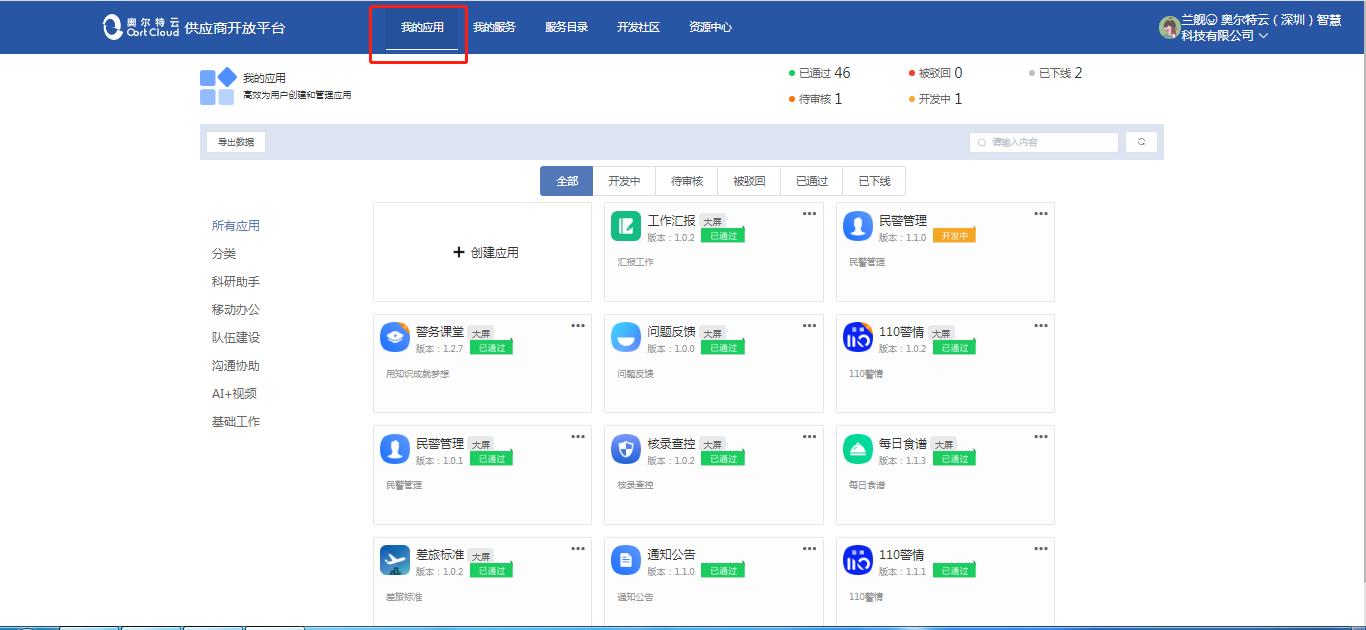 奥尔特云
Oort Cloud
供应商开放平台
我的应用
我的服务
服务目录
开发社区
资源中心
兰舰 奥尔特云（深圳）智慧
科技有限公司
我的应用
高效为用户创建和管理应用
已通过 46
被驳回 0
已下线 2
待审核 1
开发中 1
导出数据
请输入内容
全部
开发中
待审核
被驳回
已通过
已下线
所有应用
分类
科研助手
移动办公
队伍建设
沟通协助
AI+视频
基础工作
+ 创建应用
工作汇报 大屏
版本：1.0.2 已通过
汇报工作
民警管理
版本：1.1.0 开发中
民警管理
警务课堂 大屏
版本：1.2.7 已通过
用知识成就梦想
问题反馈 大屏
版本：1.0.0 已通过
问题反馈
110警情 大屏
版本：1.0.2 已通过
110警情
民警管理 大屏
版本：1.0.1 已通过
民警管理
核录查控 大屏
版本：1.0.2 已通过
核录查控
每日食谱 大屏
版本：1.1.3 已通过
每日食谱
差旅标准 大屏
版本：1.0.2 已通过
差旅标准
通知公告
版本：1.1.0 已通过
通知公告
110警情
版本：1.1.1 已通过
110警情